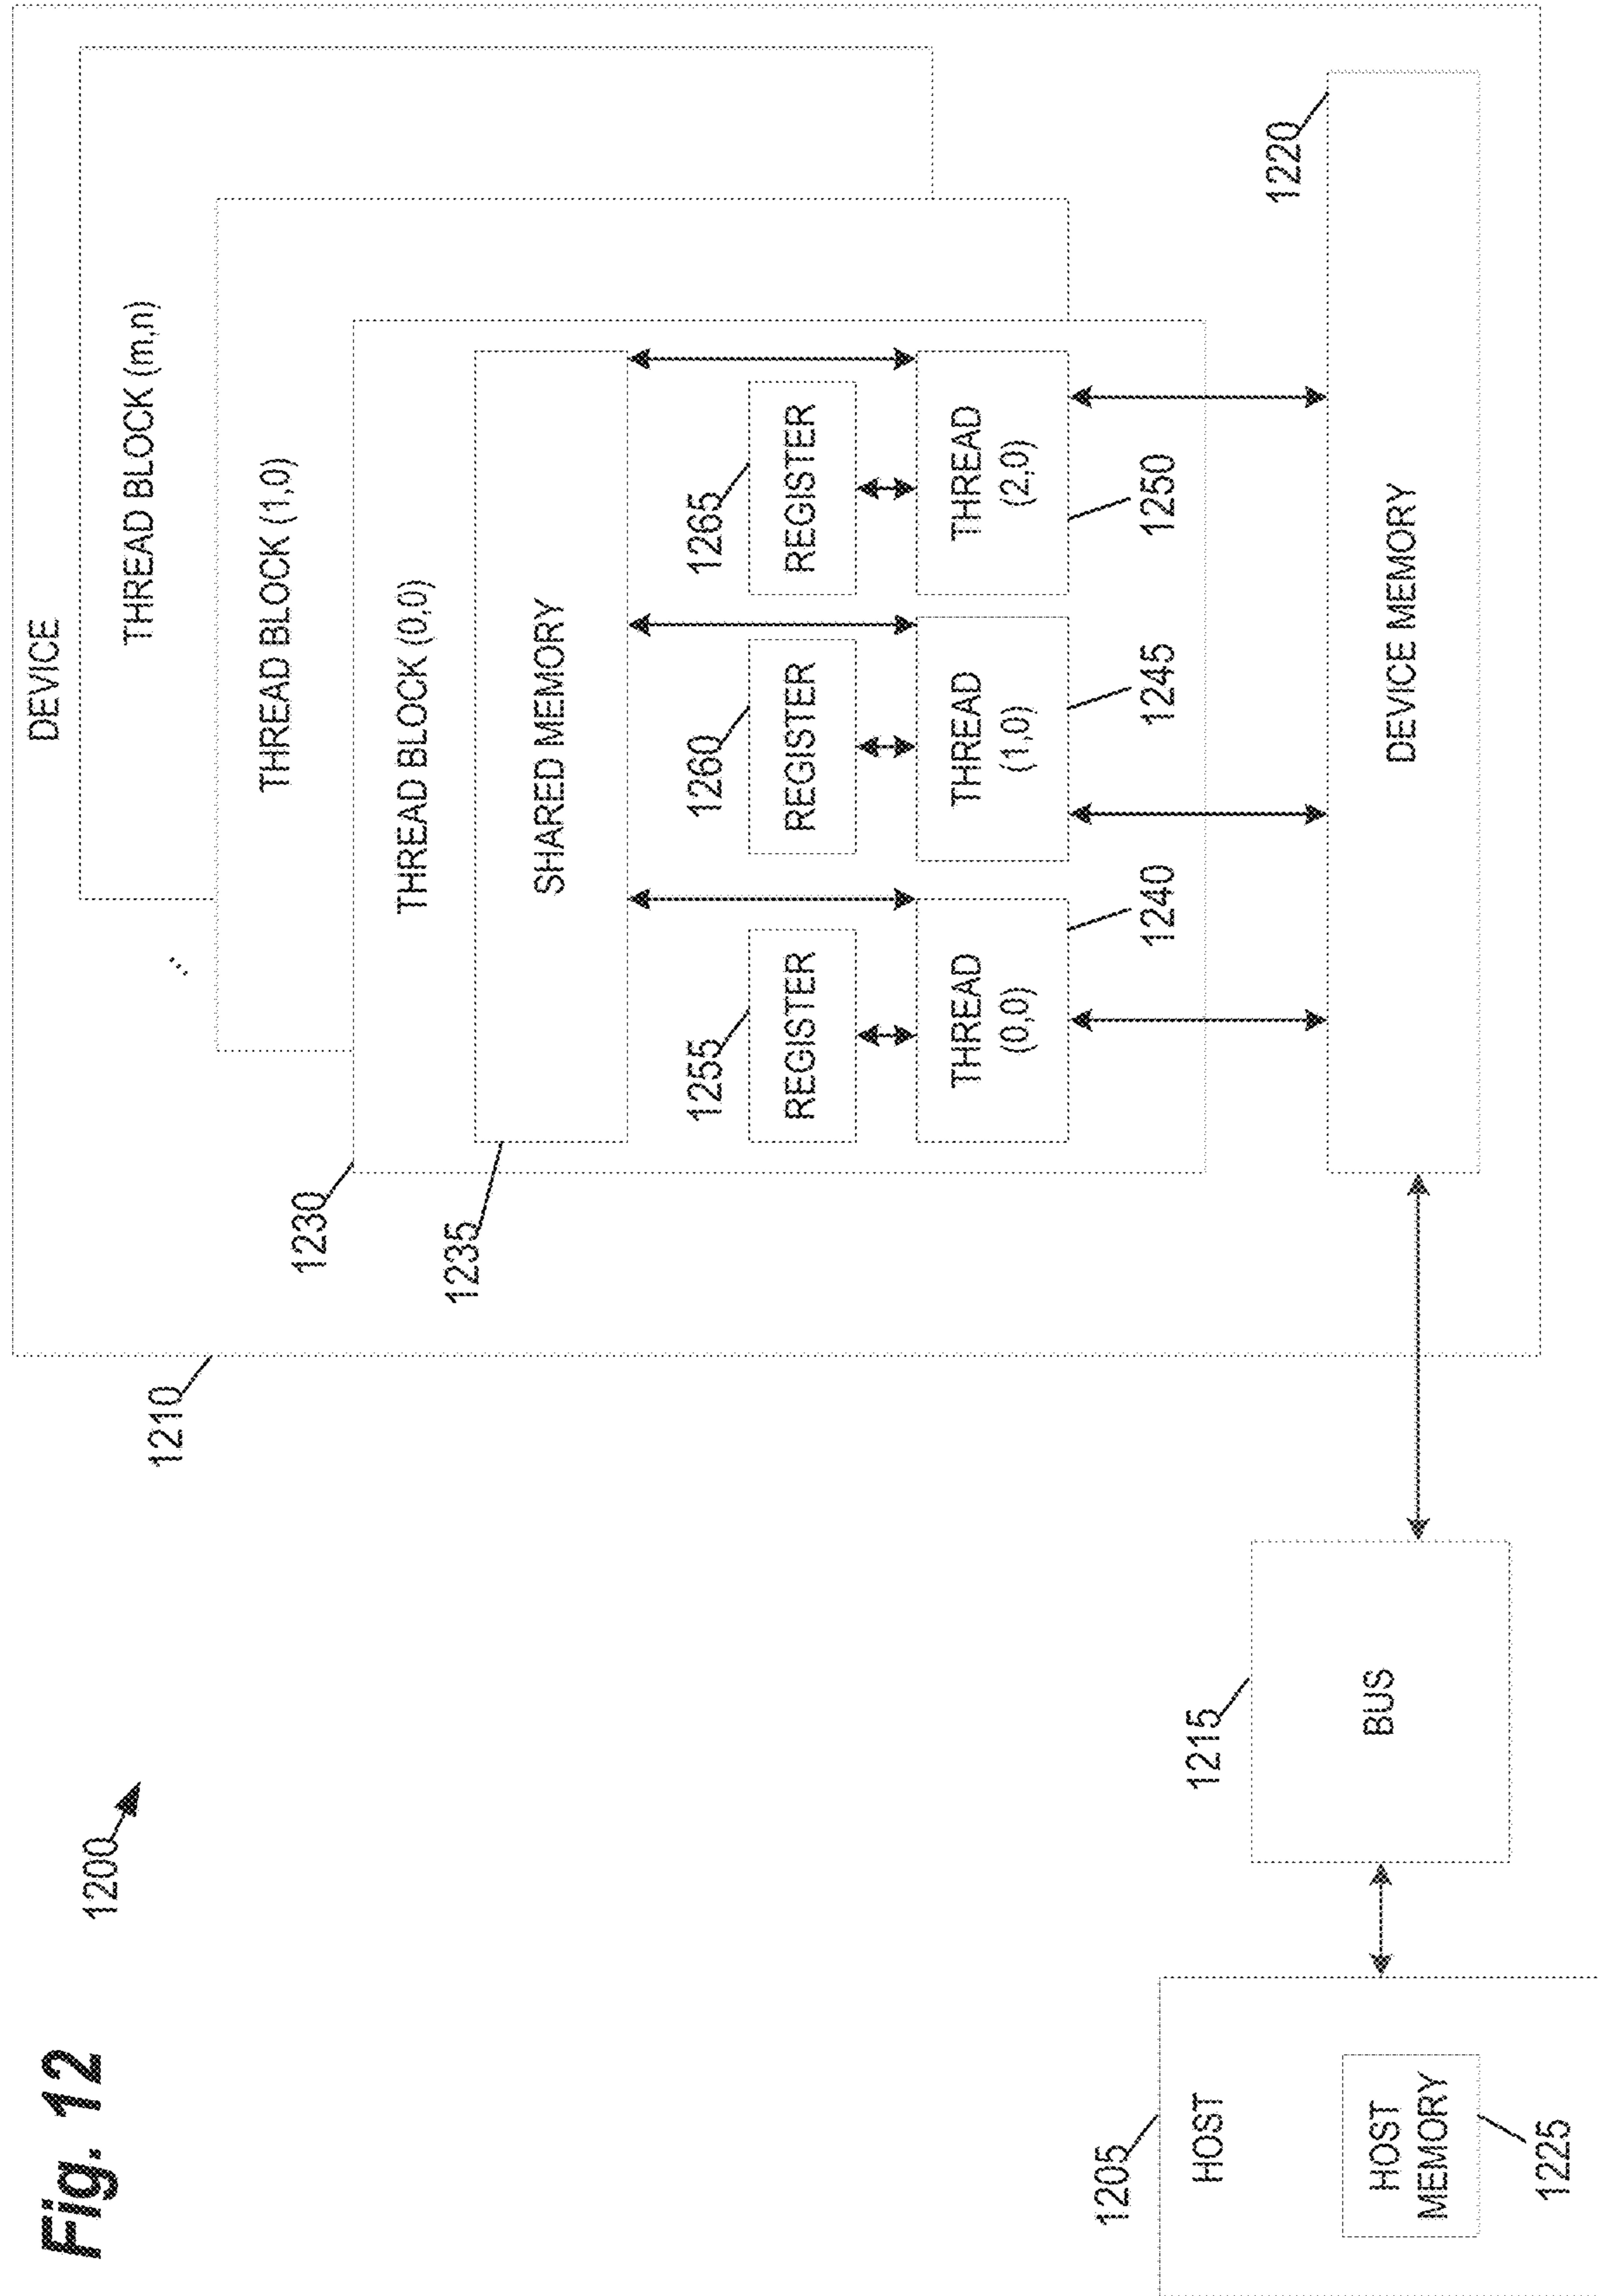 Fig. 12
1200
DEVICE
1210
THREAD BLOCK (m,n)
...
THREAD BLOCK (1,0)
1230
THREAD BLOCK (0,0)
1235
SHARED MEMORY
1255
1260
1265
REGISTER
REGISTER
REGISTER
THREAD
(0,0)
THREAD
(1,0)
THREAD
(2,0)
1240
1245
1250
1205
HOST
1215
1220
HOST
MEMORY
BUS
DEVICE MEMORY
1225